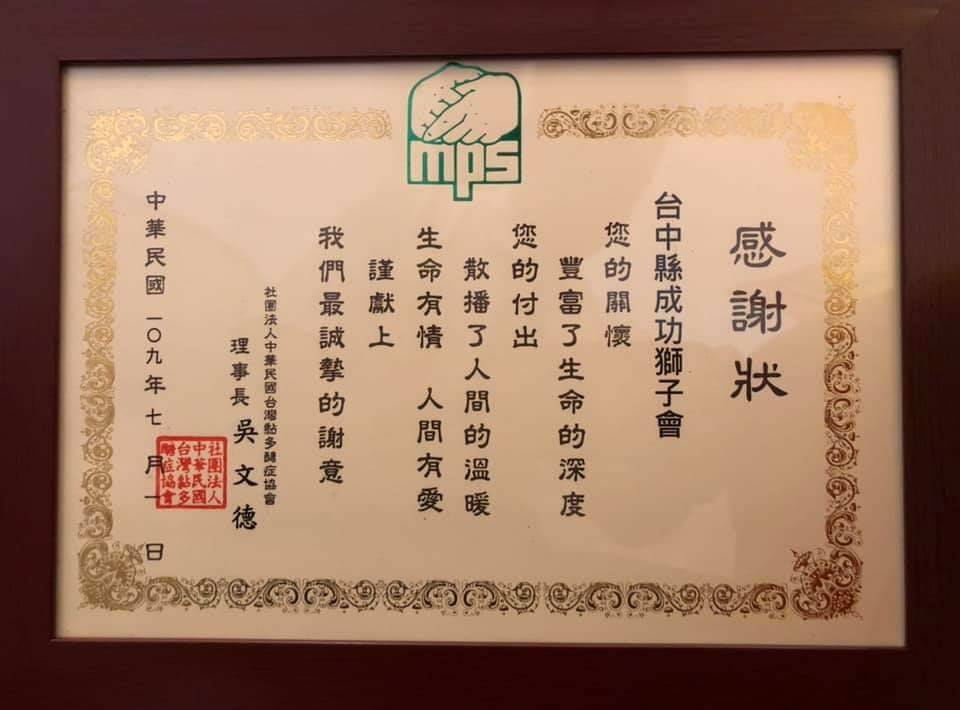 mps
感謝狀
台中縣成功獅子會
您的關懷
豐富了生命的深度
您的付出
散播了人間的溫暖
生命有情 人間有愛
謹獻上
我們最誠摯的謝意
社團法人中華民國台灣黏多醣症協會
理事長 吳文德
社團法人
中華民國
台灣黏多
醣症協會
中華民國一〇九年七月一日